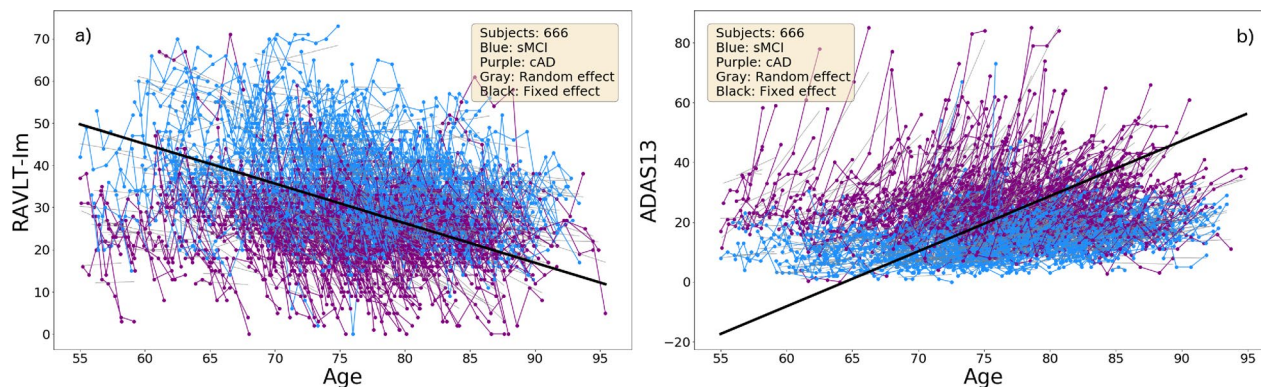 a)
Subjects: 666
Blue: sMCI
Purple: cAD
Gray: Random effect
Black: Fixed effect
RAVLT-Im
70
60
50
40
30
20
10
0
55 60 65 70 75 80 85 90 95
Age
b)
Subjects: 666
Blue: sMCI
Purple: cAD
Gray: Random effect
Black: Fixed effect
ADAS13
80
60
40
20
0
−20
55 60 65 70 75 80 85 90 95
Age